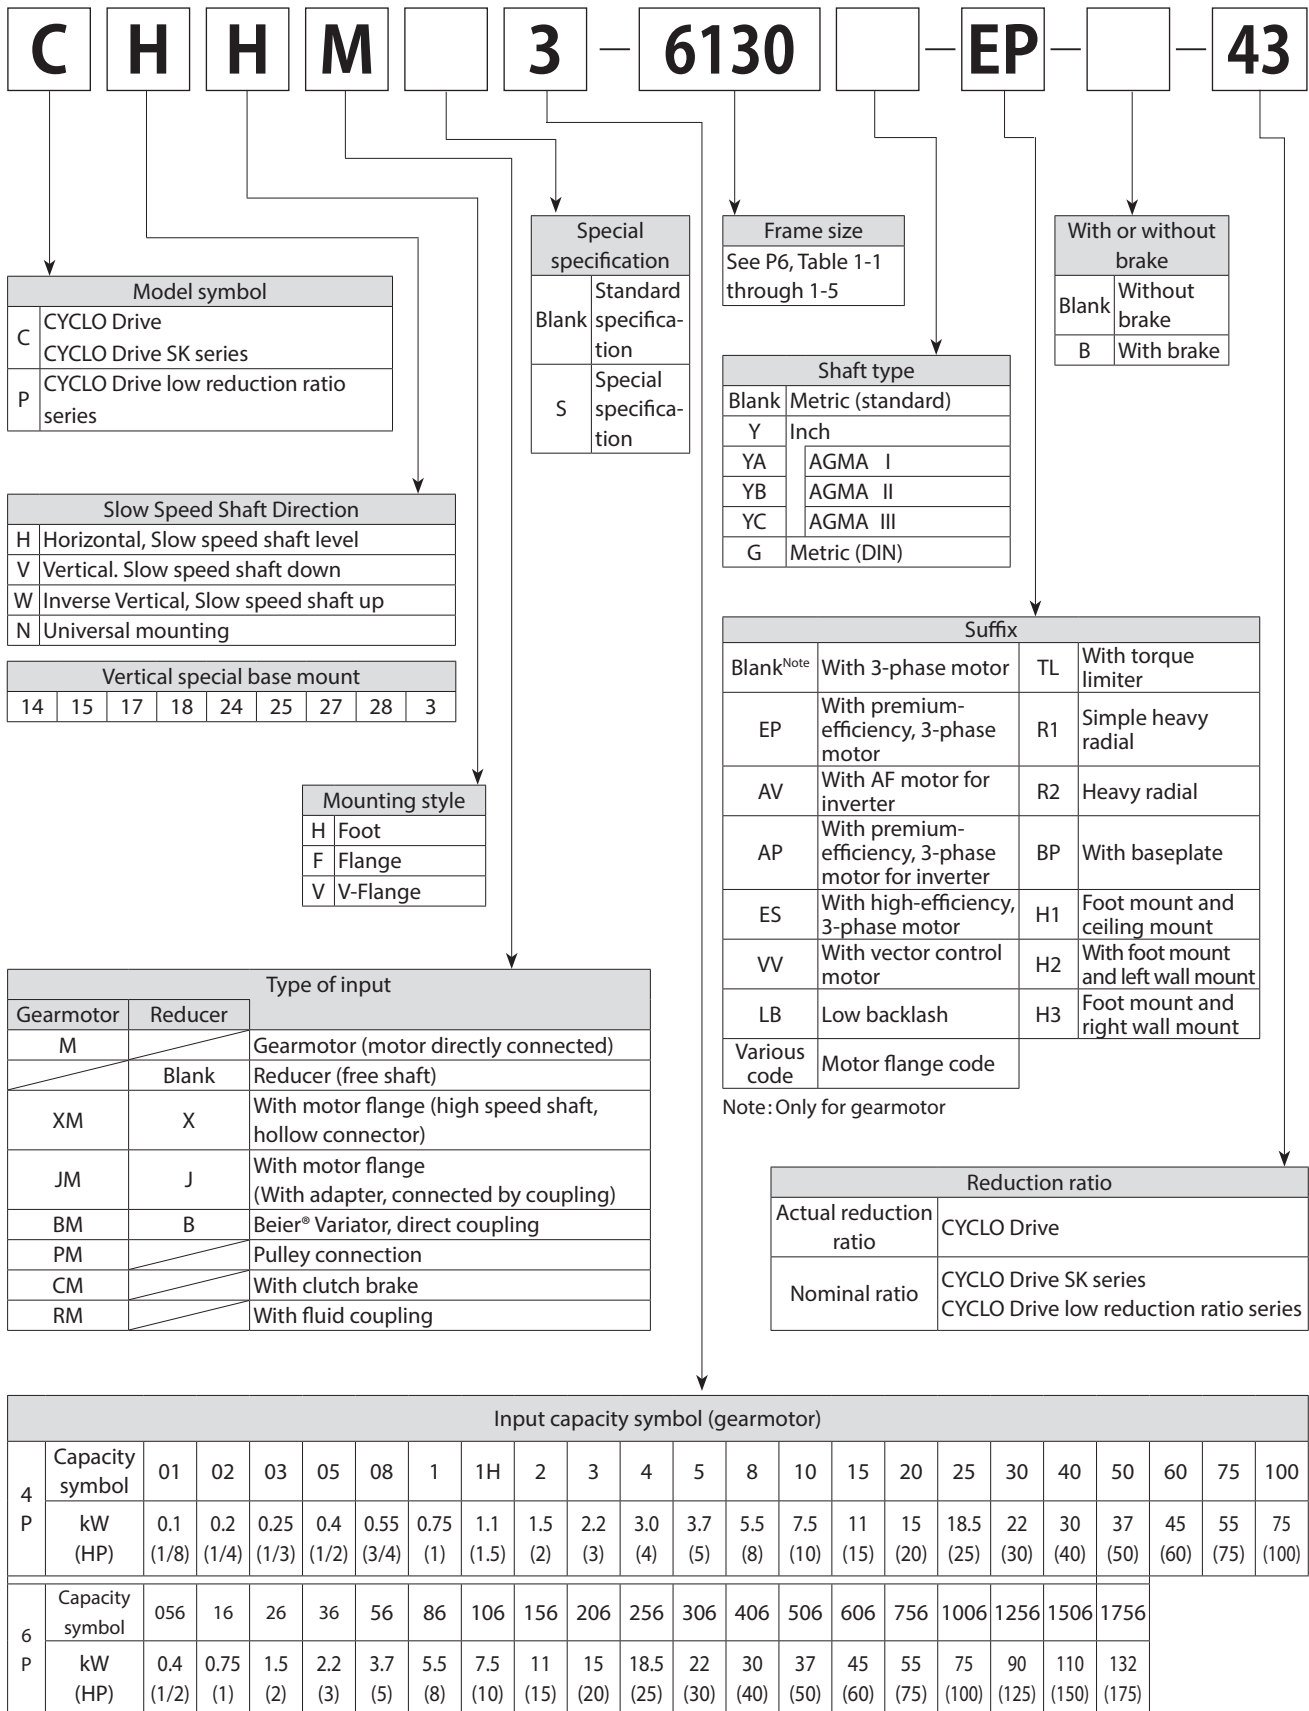 C H H M 3 — 6130 — EP — — 43
Model symbol
C CYCLO Drive
CYCLO Drive SK series
P CYCLO Drive low reduction ratio
series
Slow Speed Shaft Direction
H Horizontal, Slow speed shaft level
V Vertical. Slow speed shaft down
W Inverse Vertical, Slow speed shaft up
N Universal mounting
Vertical special base mount
14 15 17 18 24 25 27 28 3
Mounting style
H Foot
F Flange
V V-Flange
Special
specification
Blank Standard
specifica-
tion
S Special
specifica-
tion
Frame size
See P6, Table 1-1
through 1-5
Shaft type
Blank Metric (standard)
Y Inch
YA AGMA I
YB AGMA II
YC AGMA III
G Metric (DIN)
With or without
brake
Blank Without
brake
B With brake
Suffix
BlankNote With 3-phase motor
TL With torque
limiter
EP With premium-
efficiency, 3-phase
motor
R1 Simple heavy
radial
AV With AF motor for
inverter
R2 Heavy radial
AP With premium-
efficiency, 3-phase
motor for inverter
BP With baseplate
ES With high-efficiency,
3-phase motor
H1 Foot mount and
ceiling mount
VV With vector control
motor
H2 With foot mount
and left wall mount
LB Low backlash
H3 Foot mount and
right wall mount
Various
code Motor flange code
Note: Only for gearmotor
Type of input
Gearmotor Reducer
M Gearmotor (motor directly connected)
Blank Reducer (free shaft)
XM X With motor flange (high speed shaft,
hollow connector)
JM J With motor flange
(With adapter, connected by coupling)
BM B Beier® Variator, direct coupling
PM Pulley connection
CM With clutch brake
RM With fluid coupling
Reduction ratio
Actual reduction
ratio CYCLO Drive
Nominal ratio CYCLO Drive SK series
CYCLO Drive low reduction ratio series
Input capacity symbol (gearmotor)
4
P
Capacity
symbol 01 02 03 05 08 1 1H 2 3 4 5 8 10 15 20 25 30 40 50 60 75 100
kW 0.1 0.2 0.25 0.4 0.55 0.75 1.1 1.5 2.2 3.0 3.7 5.5 7.5 11 15 18.5 22 30 37 45 55 75
(HP) (1/8) (1/4) (1/3) (1/2) (3/4) (1) (1.5) (2) (3) (4) (5) (8) (10) (15) (20) (25) (30) (40) (50) (60) (75) (100)
6
P
Capacity
symbol 056 16 26 36 56 86 106 156 206 256 306 406 506 606 756 1006 1256 1506 1756
kW 0.4 0.75 1.5 2.2 3.7 5.5 7.5 11 15 18.5 22 30 37 45 55 75 90 110 132
(HP) (1/2) (1) (2) (3) (5) (8) (10) (15) (20) (25) (30) (40) (50) (60) (75) (100) (125) (150) (175)